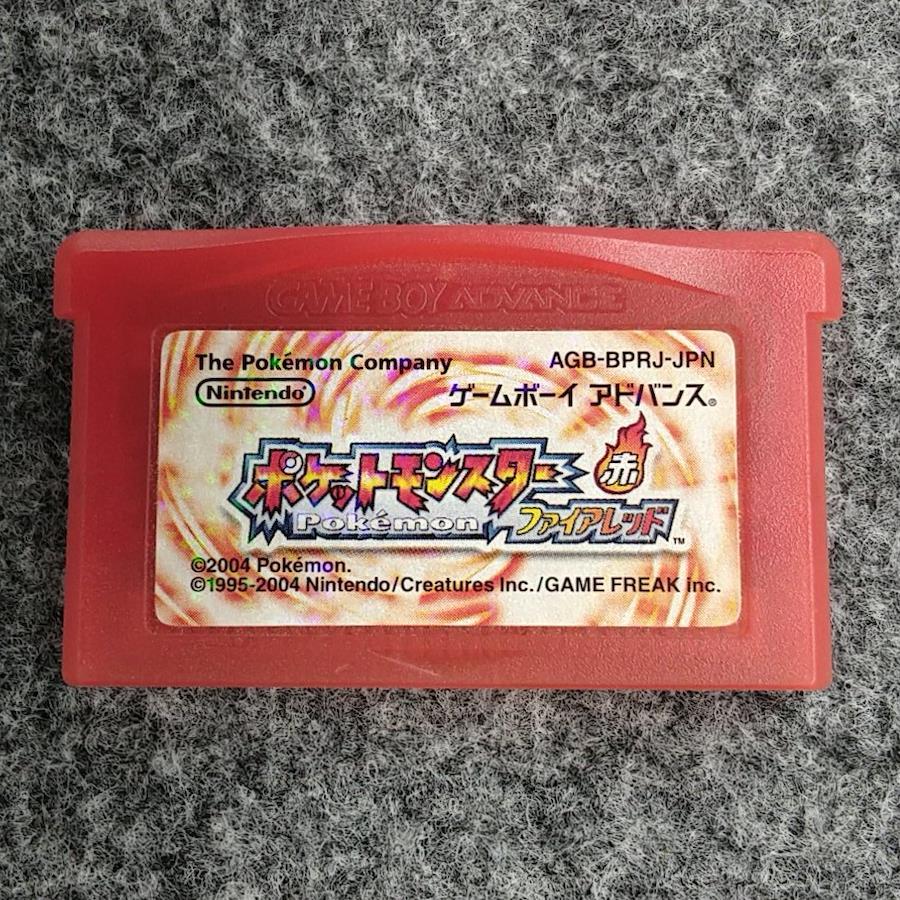 GAME BOY ADVANCE
The Pokémon Company AGB-BPRJ-JPN
Nintendo® ゲームボーイ アドバンス®
ポケットモンスター 赤
Pokémon ファイアレッド™
©2004 Pokémon.
©1995-2004 Nintendo/Creatures Inc./GAME FREAK inc.